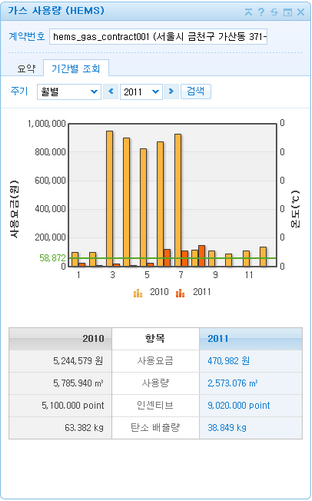 가스 사용량 (HEMS)
계약번호 hems_gas_contract001 (서울시 금천구 가산동 371-
요약 기간별 조회
주기 월별 2011 검색
1,000,000 0
800,000 0
600,000 0
400,000 0
200,000 0
58,872
0 0
사용요금(원)
온도(℃)
1 3 5 7 9 11
2010 2011
2010 항목 2011
5,244,579 원 사용요금 470,982 원
5,785.940 ㎥ 사용량 2,573.076 ㎥
5,100.000 point 인센티브 9,020.000 point
63.382 kg 탄소 배출량 38.849 kg